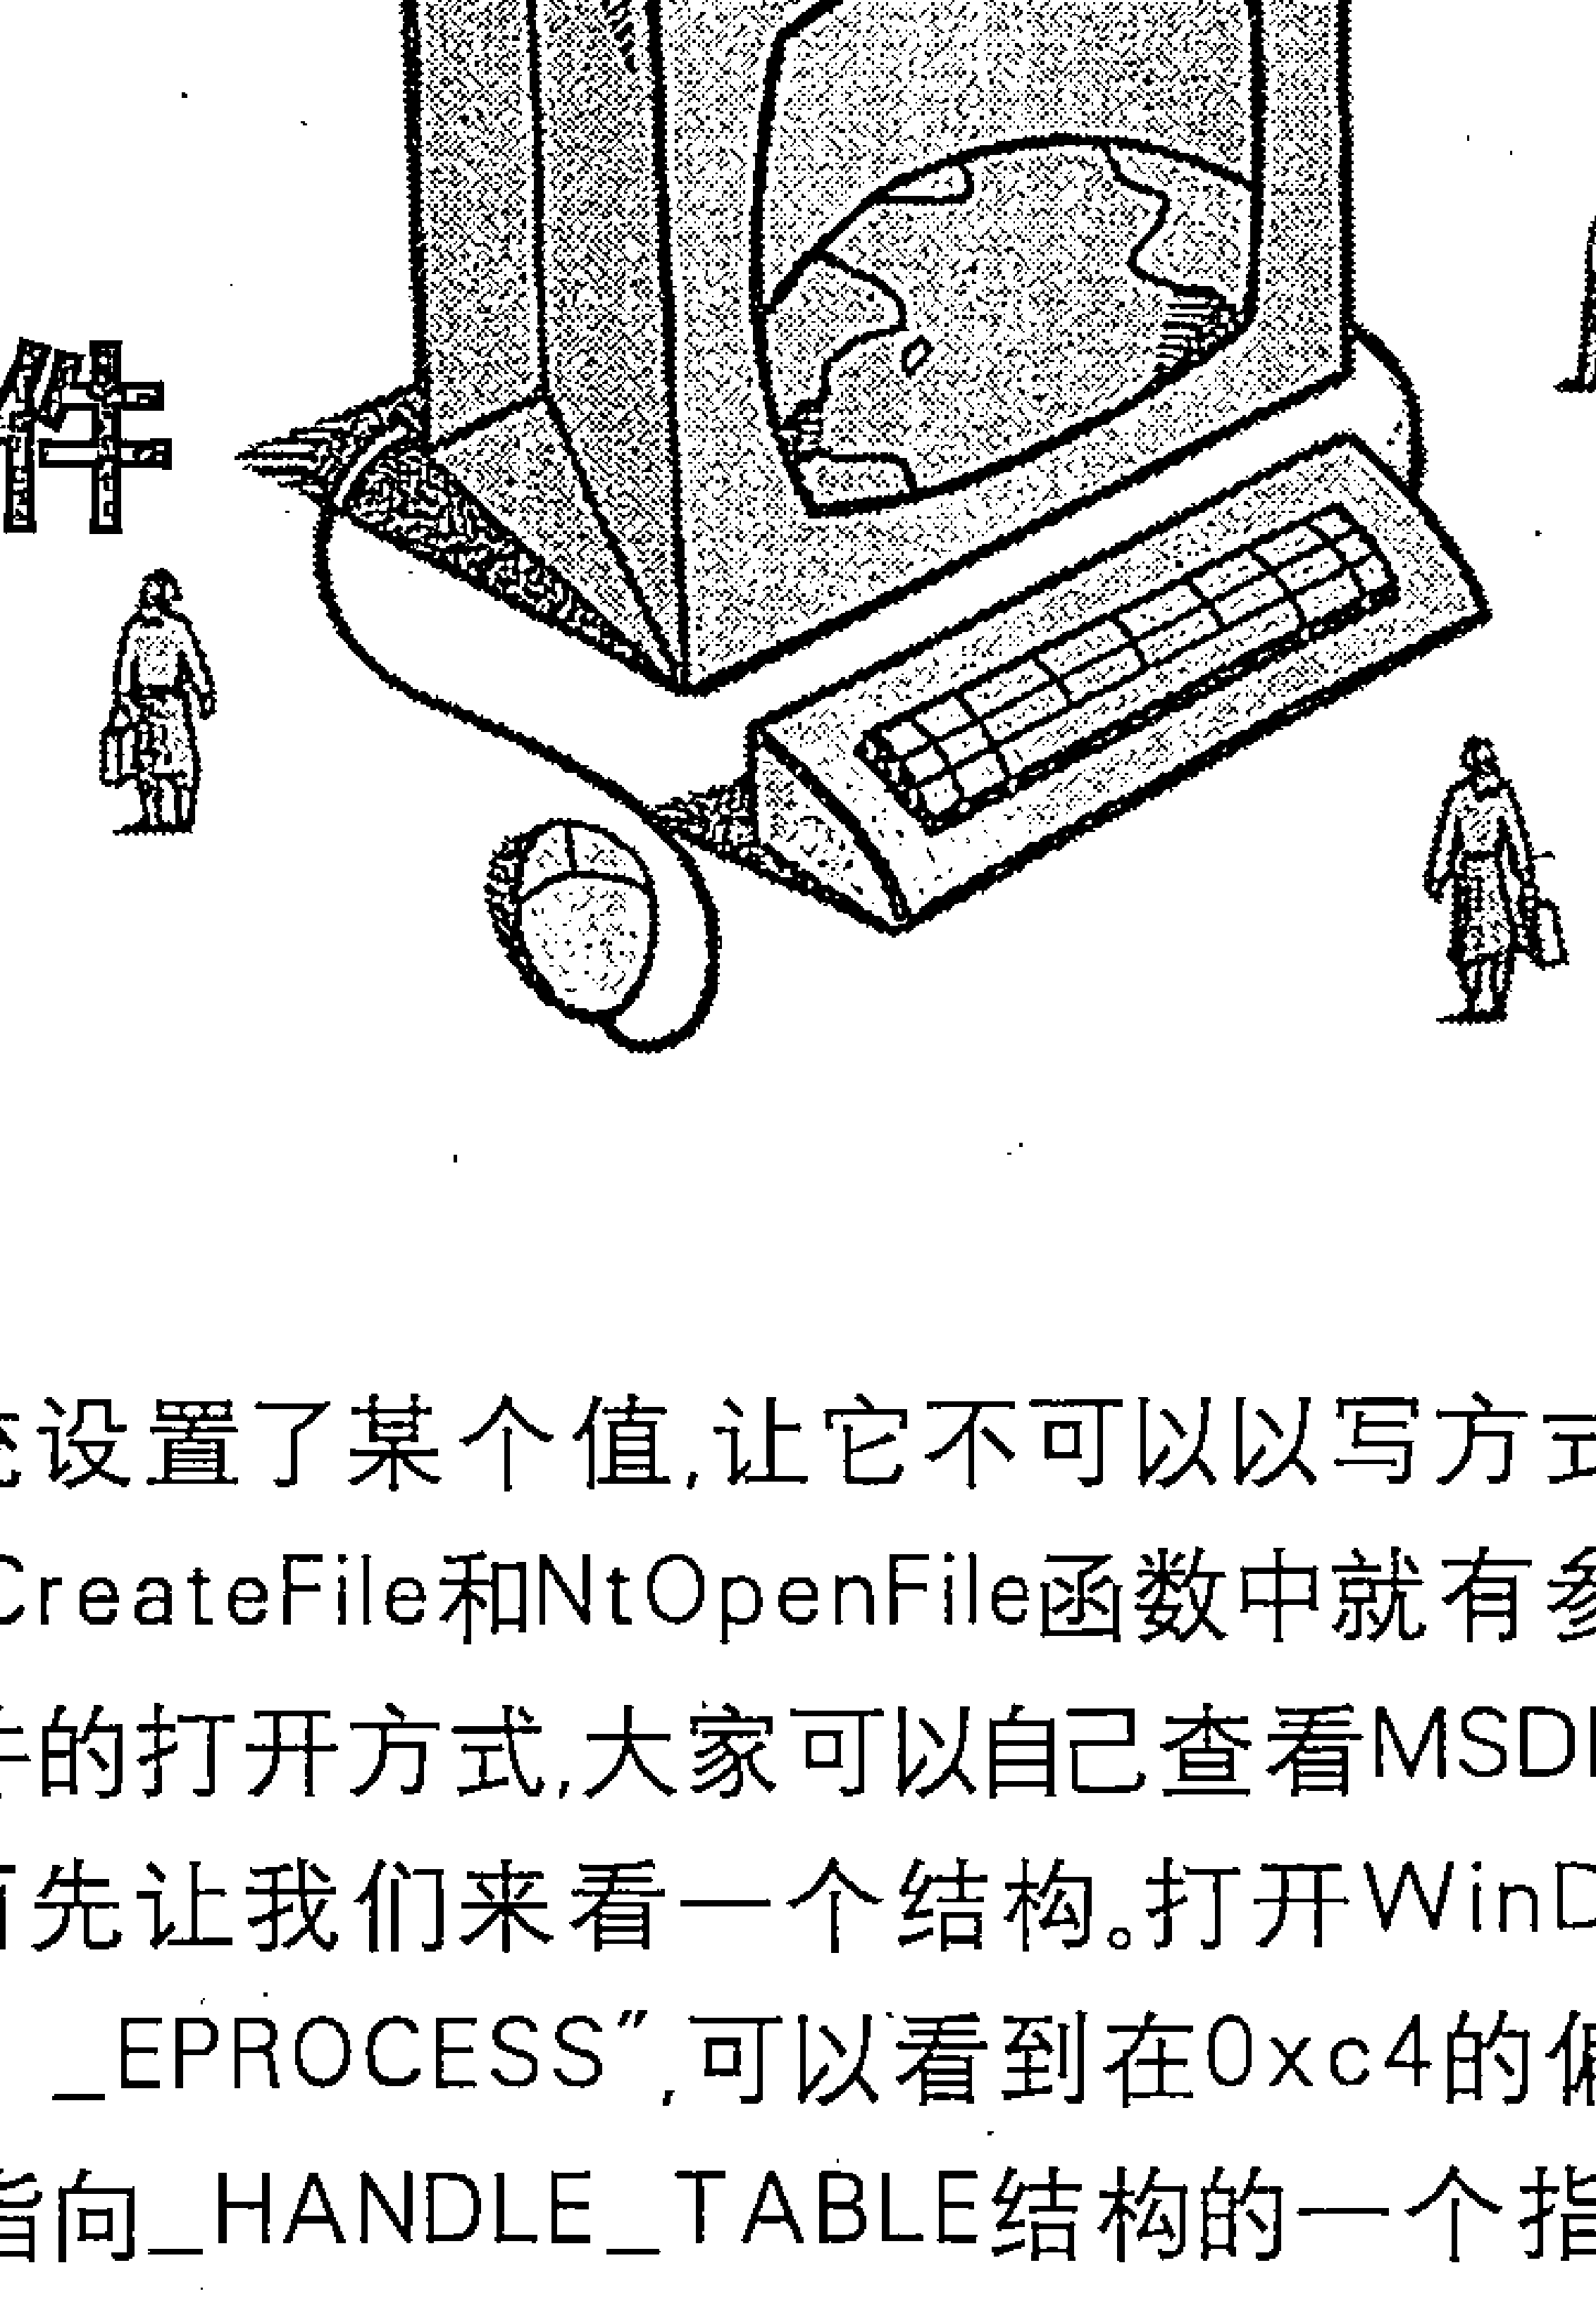 件
设置了某个值,让它不可以以写方式
CreateFile和NtOpenFile函数中就有参
的打开方式,大家可以自己查看MSD
先让我们来看一个结构。打开WinD
_EPROCESS",可以看到在0xc4的偏
指向_HANDLE_TABLE结构的一个指